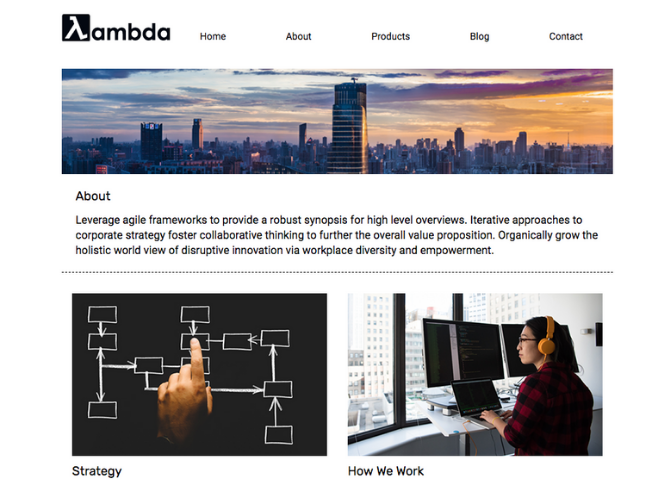 λambda
Home
About
Products
Blog
Contact
About
Leverage agile frameworks to provide a robust synopsis for high level overviews. Iterative approaches to
corporate strategy foster collaborative thinking to further the overall value proposition. Organically grow the
holistic world view of disruptive innovation via workplace diversity and empowerment.
Strategy
How We Work